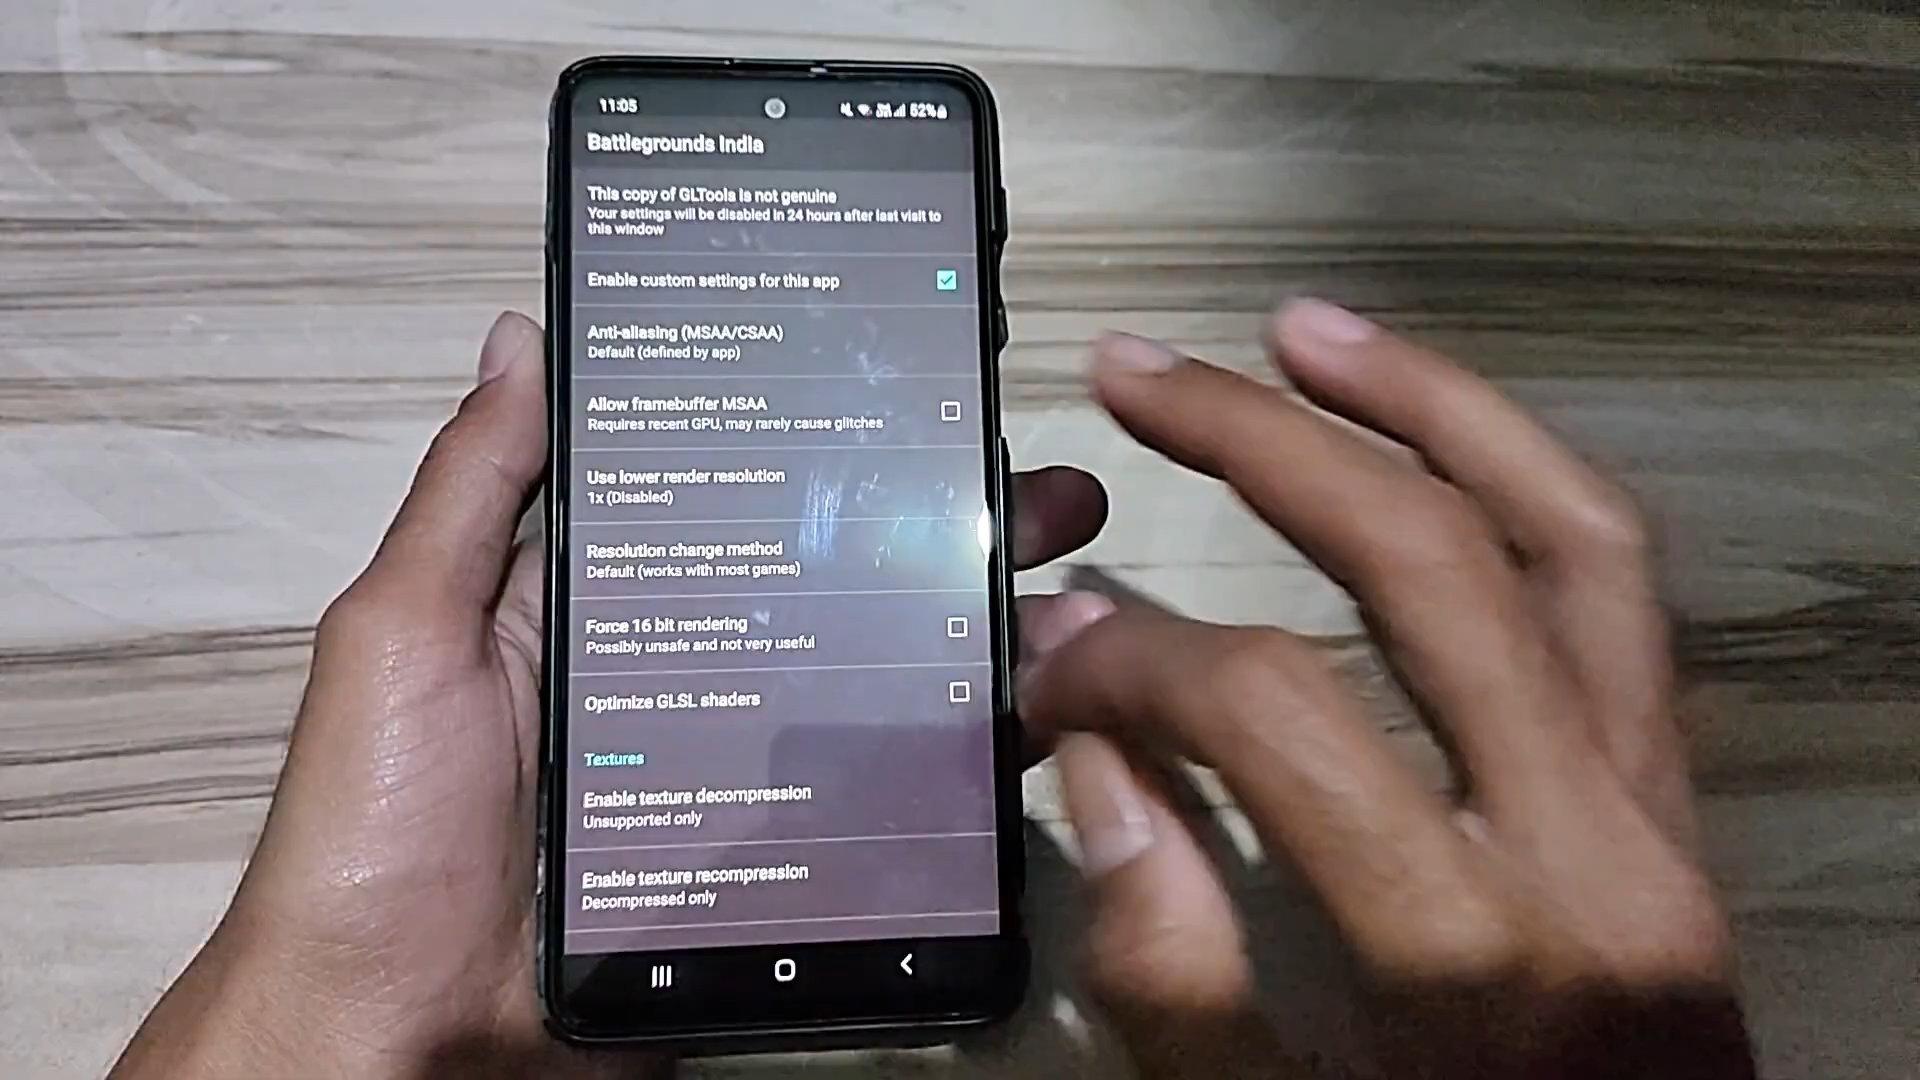 11:05
52%
Battlegrounds India
This copy of GLTools is not genuine
Your settings will be disabled in 24 hours after last visit to
this window
Enable custom settings for this app
Anti-aliasing (MSAA/CSAA)
Default (defined by app)
Allow framebuffer MSAA
Requires recent GPU, may rarely cause glitches
Use lower render resolution
1x (Disabled)
Resolution change method
Default (works with most games)
Force 16 bit rendering
Possibly unsafe and not very useful
Optimize GLSL shaders
Textures
Enable texture decompression
Unsupported only
Enable texture recompression
Decompressed only